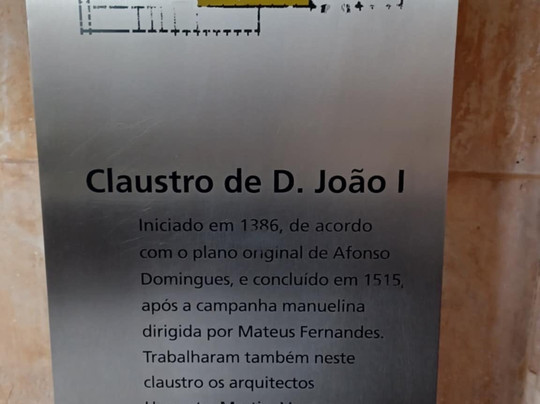 Claustro de D. João I
Iniciado em 1386, de acordo
com o plano original de Afonso
Domingues, e concluído em 1515,
após a campanha manuelina
dirigida por Mateus Fernandes.
Trabalharam também neste
claustro os arquitectos